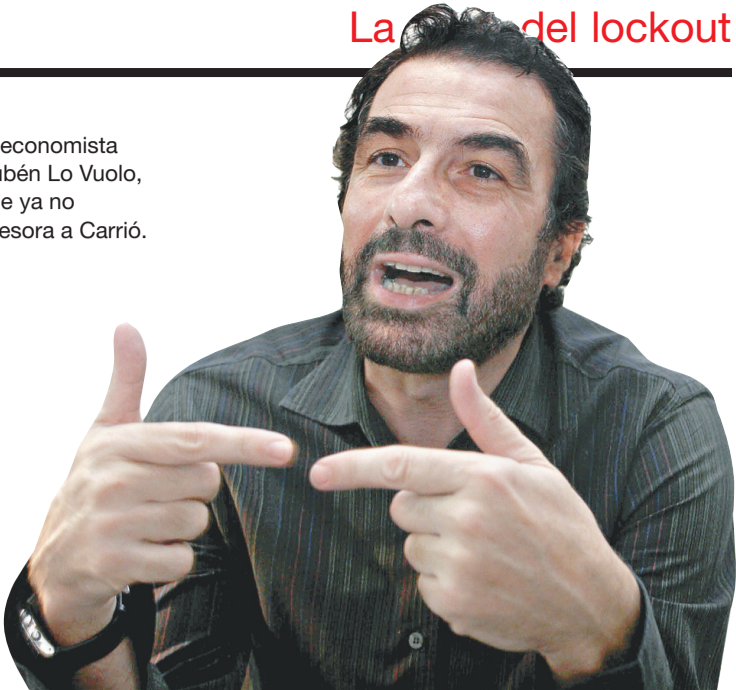 La del lockout
economista
ubén Lo Vuolo,
e ya no
esora a Carrió.